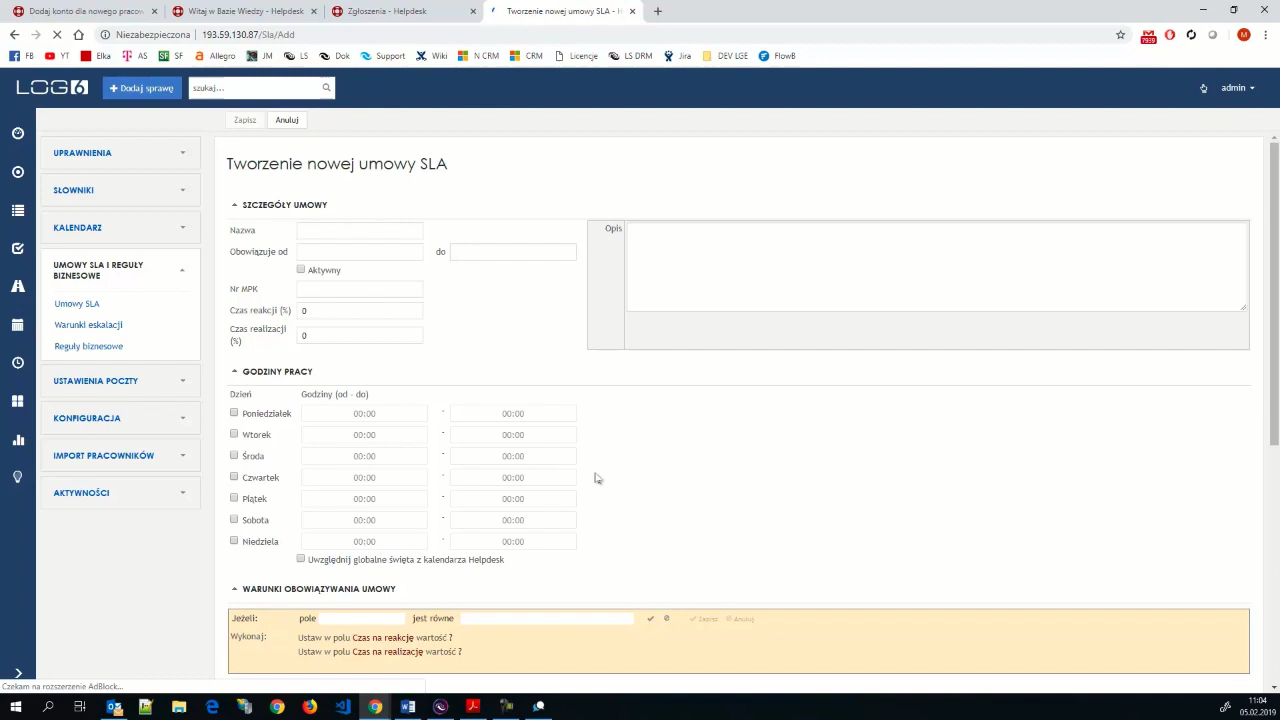 Dodaj konto dla nowego pracow
Witaj w Bazie Wiedzy - Helpdesk
Zgłoszenia - Helpdesk
Tworzenie nowej umowy SLA - H
Niezabezpieczona 193.59.130.87/Sla/Add
FB YT Elka AS SF Allegro JM LS Dok Support Wiki N CRM CRM Licencje LS DRM Jira DEV LGE FlowB
LOG6 Dodaj sprawę szukaj... admin
Zapisz Anuluj
UPRAWNIENIA
SŁOWNIKI
KALENDARZ
UMOWY SLA I REGUŁY
BIZNESOWE
Umowy SLA
Warunki eskalacji
Reguły biznesowe
USTAWIENIA POCZTY
KONFIGURACJA
IMPORT PRACOWNIKÓW
AKTYWNOŚCI
Tworzenie nowej umowy SLA
SZCZEGÓŁY UMOWY
Nazwa
Obowiązuje od do
Aktywny
Nr MPK
Czas reakcji (%) 0
Czas realizacji
(%) 0
Opis
GODZINY PRACY
Dzień Godziny (od - do)
Poniedziałek 00:00 - 00:00
Wtorek 00:00 - 00:00
Środa 00:00 - 00:00
Czwartek 00:00 - 00:00
Piątek 00:00 - 00:00
Sobota 00:00 - 00:00
Niedziela 00:00 - 00:00
Uwzględnij globalne święta z kalendarza Helpdesk
WARUNKI OBOWIĄZYWANIA UMOWY
Jeżeli: pole jest równe Zapisz Anuluj
Wykonaj: Ustaw w polu Czas na reakcję wartość ?
Ustaw w polu Czas na realizację wartość ?
Czekam na rozszerzenie AdBlock...
11:04
05.02.2019